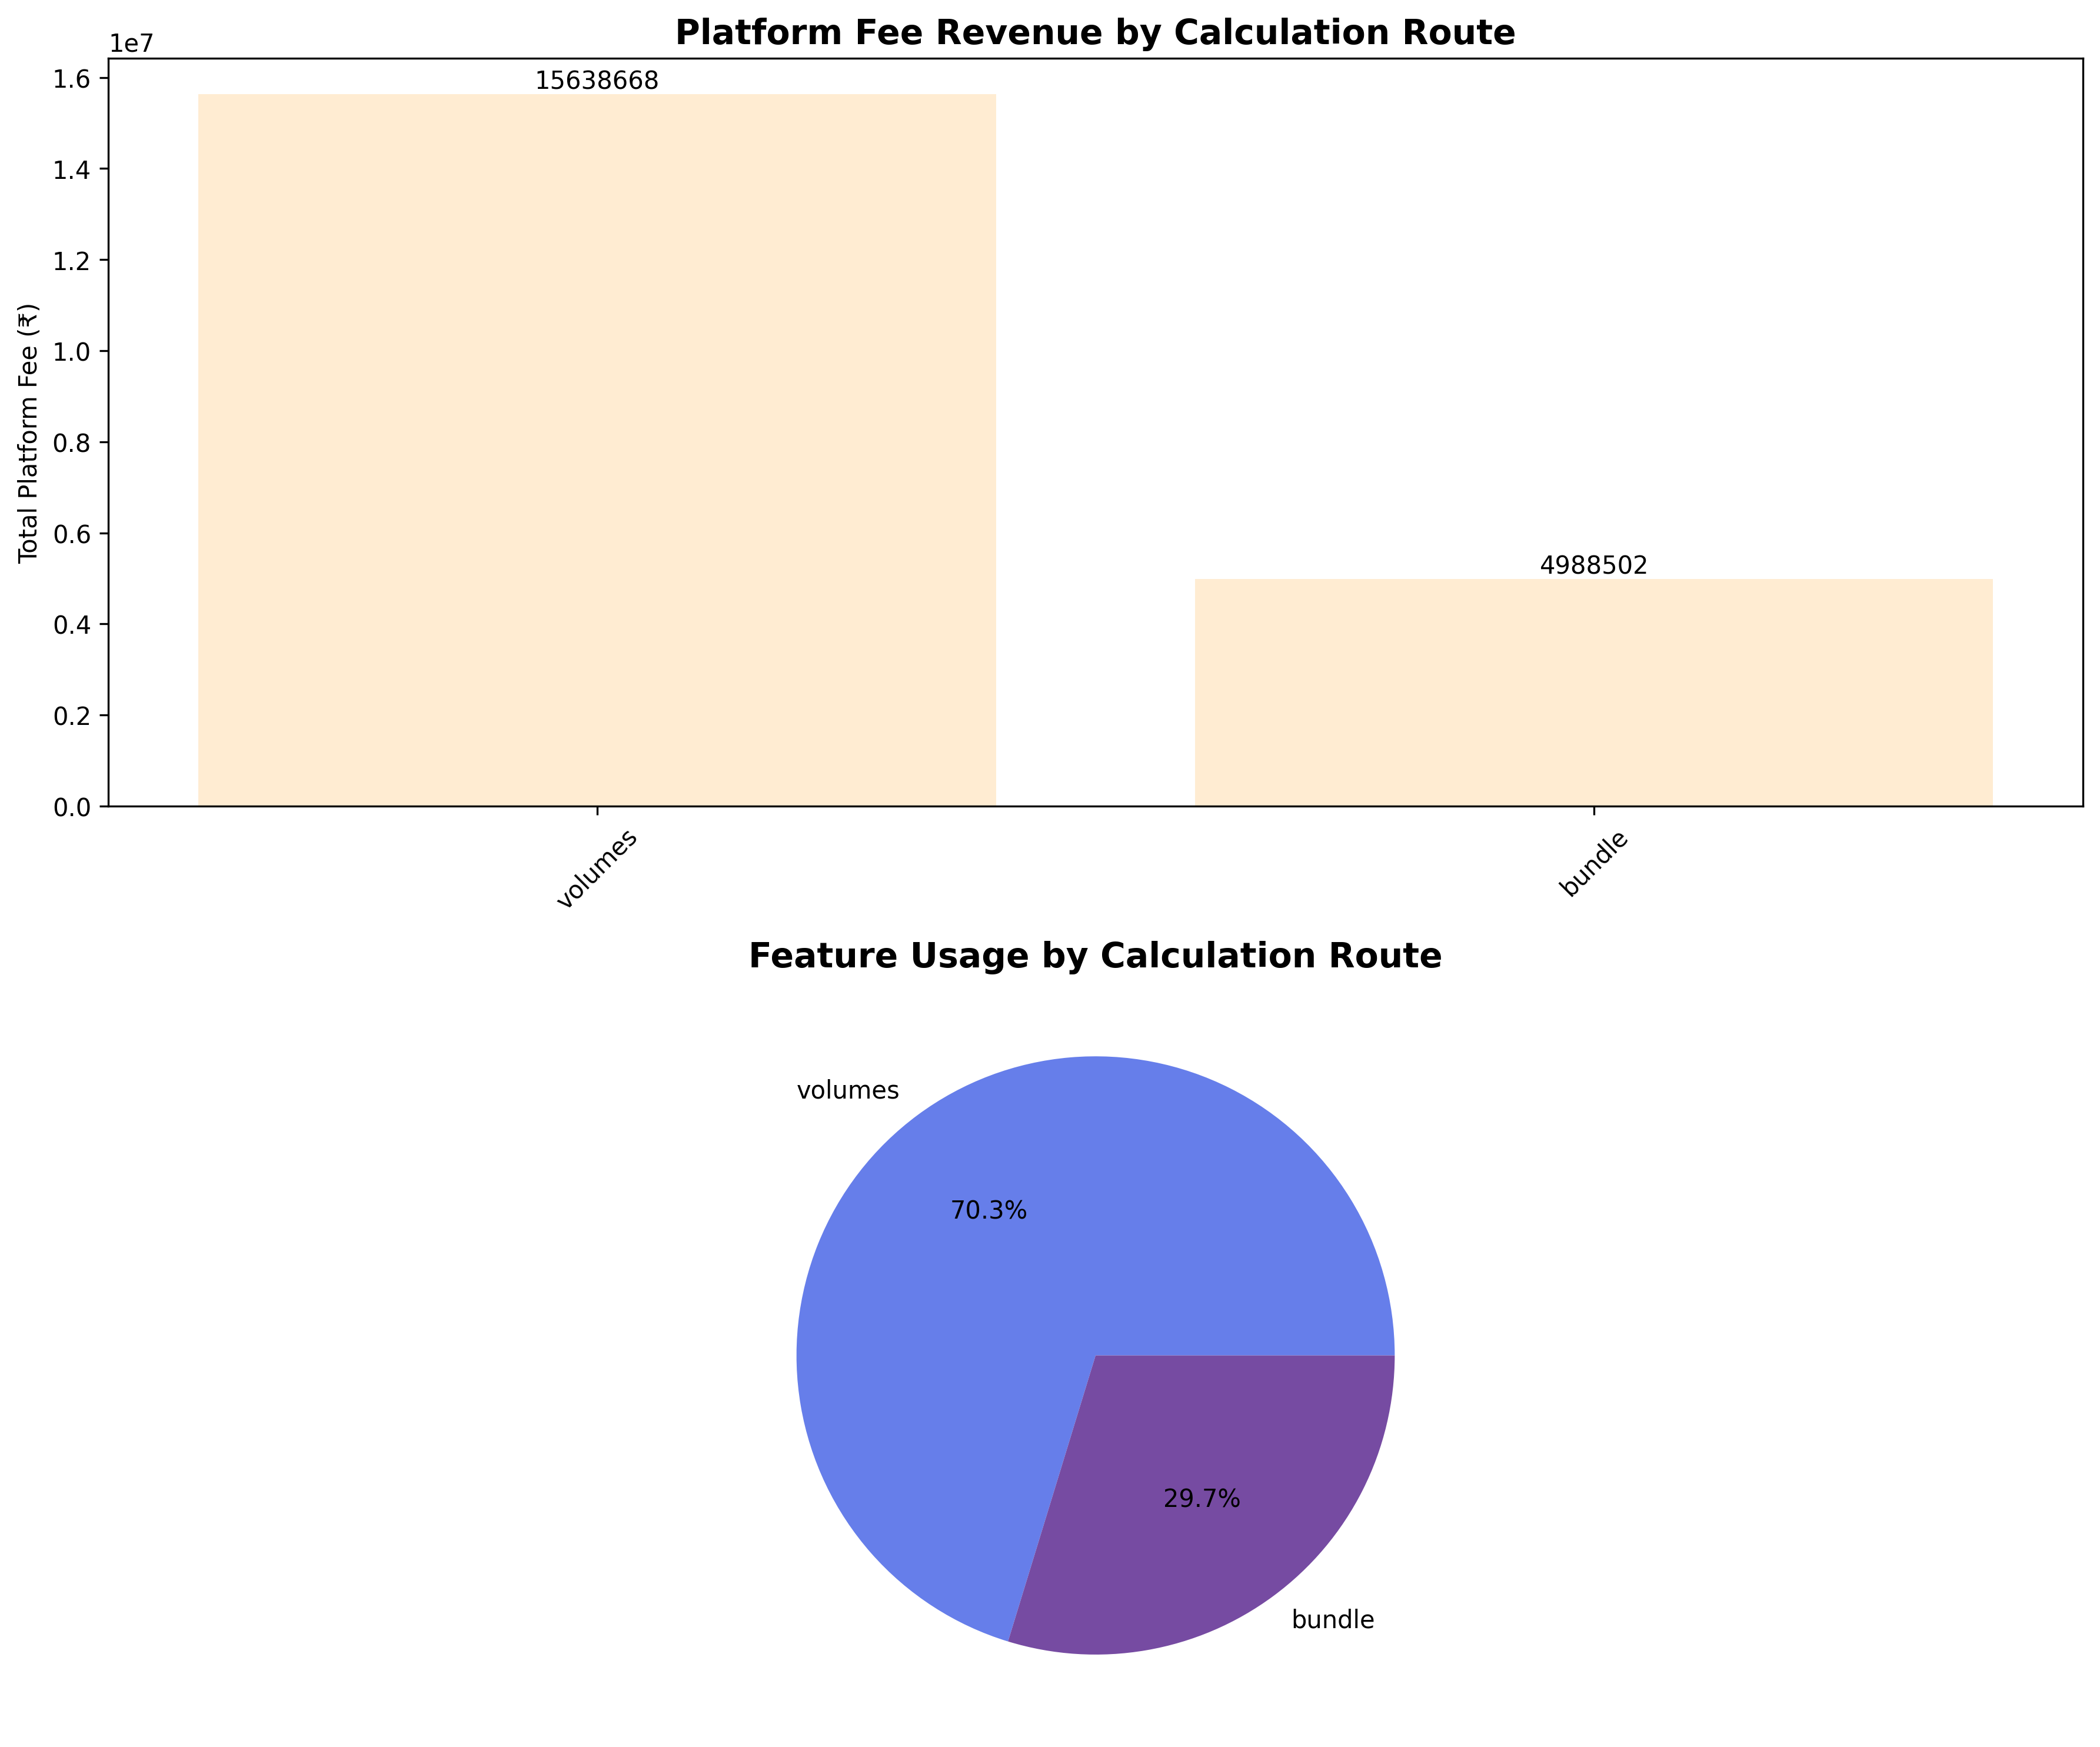 Platform Fee Revenue by Calculation Route
1e7
1.6
1.4
1.2
1.0
0.8
0.6
0.4
0.2
0.0
Total Platform Fee (₹)
15638668
4988502
volumes
bundle
Feature Usage by Calculation Route
volumes
70.3%
29.7%
bundle